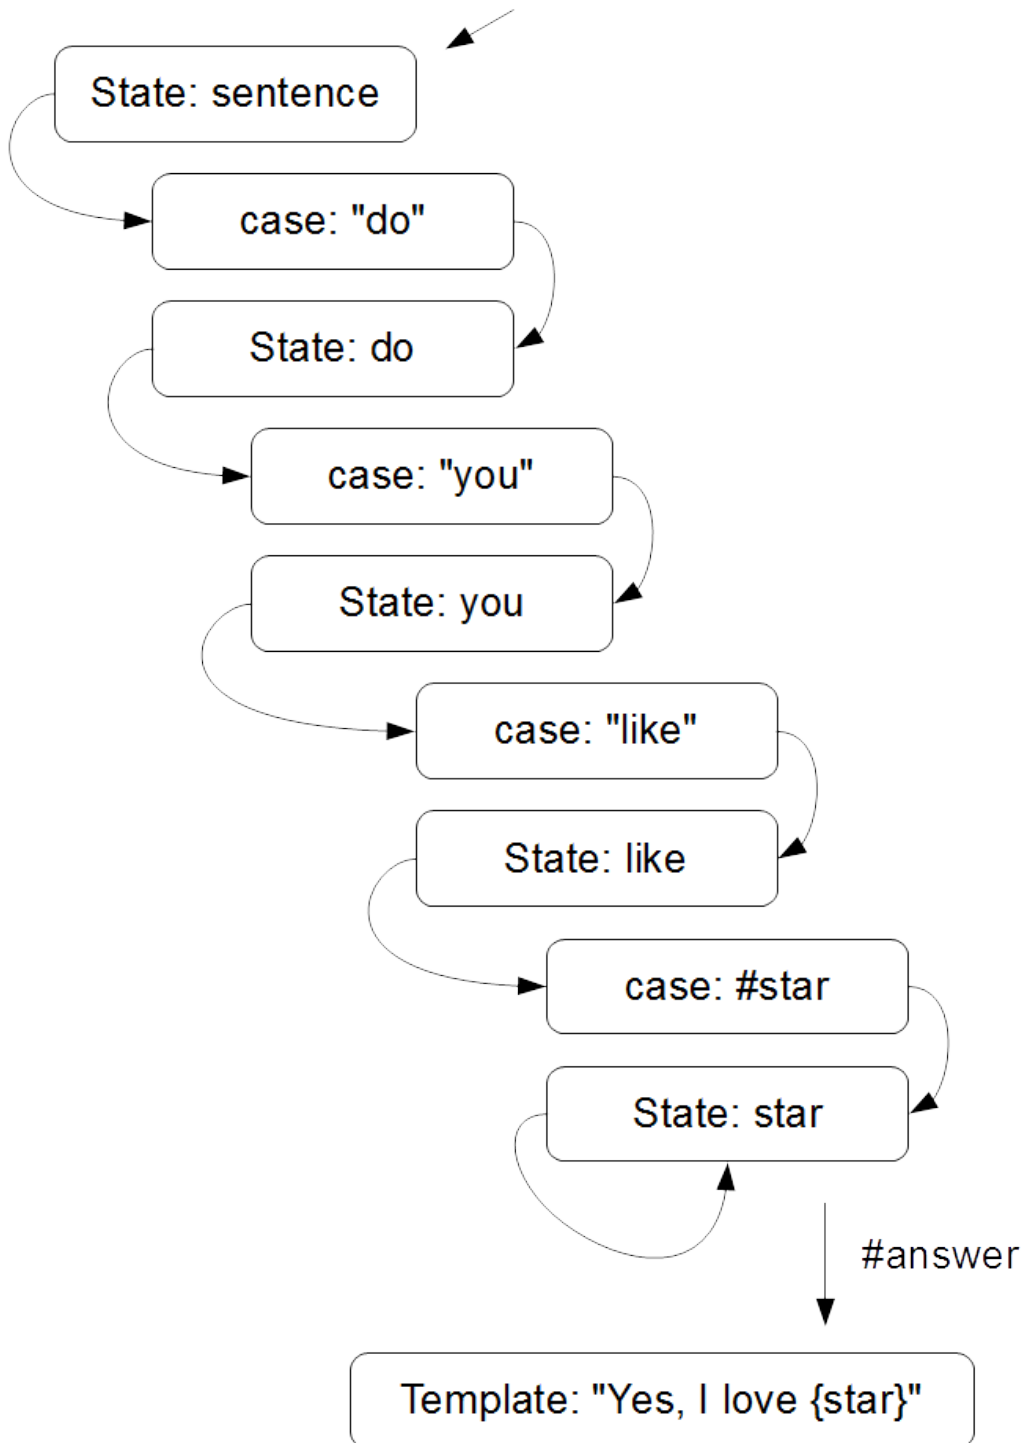 State: sentence
case: "do"
State: do
case: "you"
State: you
case: "like"
State: like
case: #star
State: star
#answer
Template: "Yes, I love {star}"